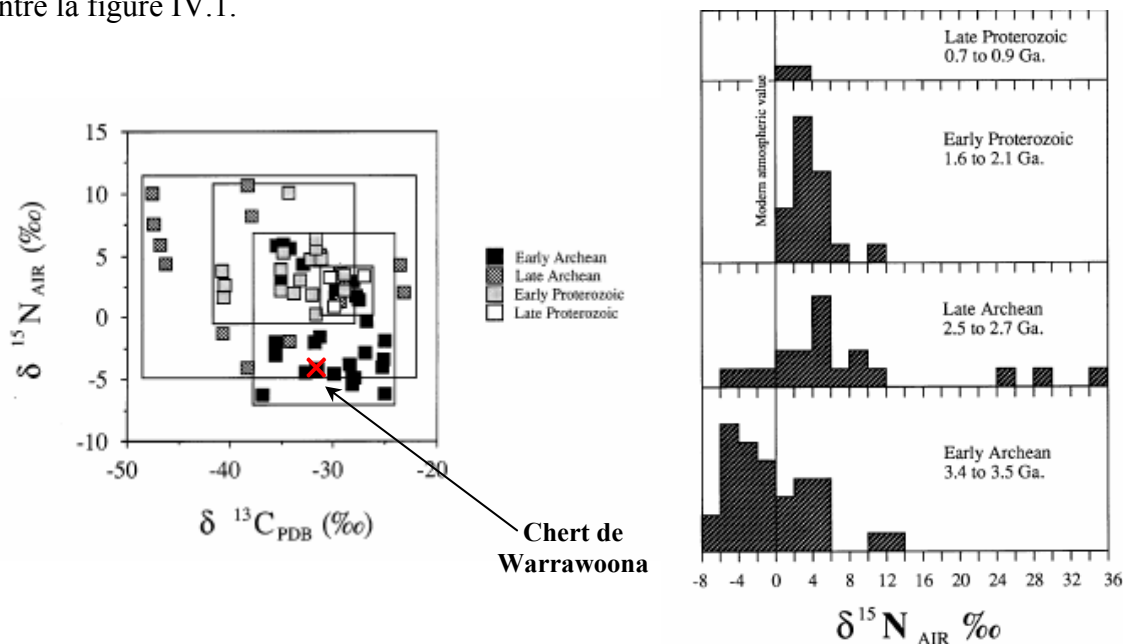 ntre la figure IV.1.
15
10
5
0
-5
-10
-50
-40
-30
-20
δ ¹⁵N AIR (‰)
δ ¹³C PDB (‰)
Early Archean
Late Archean
Early Proterozoic
Late Proterozoic
Chert de
Warrawoona
Late Proterozoic
0.7 to 0.9 Ga.
Modern atmospheric value
Early Proterozoic
1.6 to 2.1 Ga.
Late Archean
2.5 to 2.7 Ga.
Early Archean
3.4 to 3.5 Ga.
-8 -4 0 4 8 12 16 20 24 28 32 36
δ¹⁵N AIR ‰